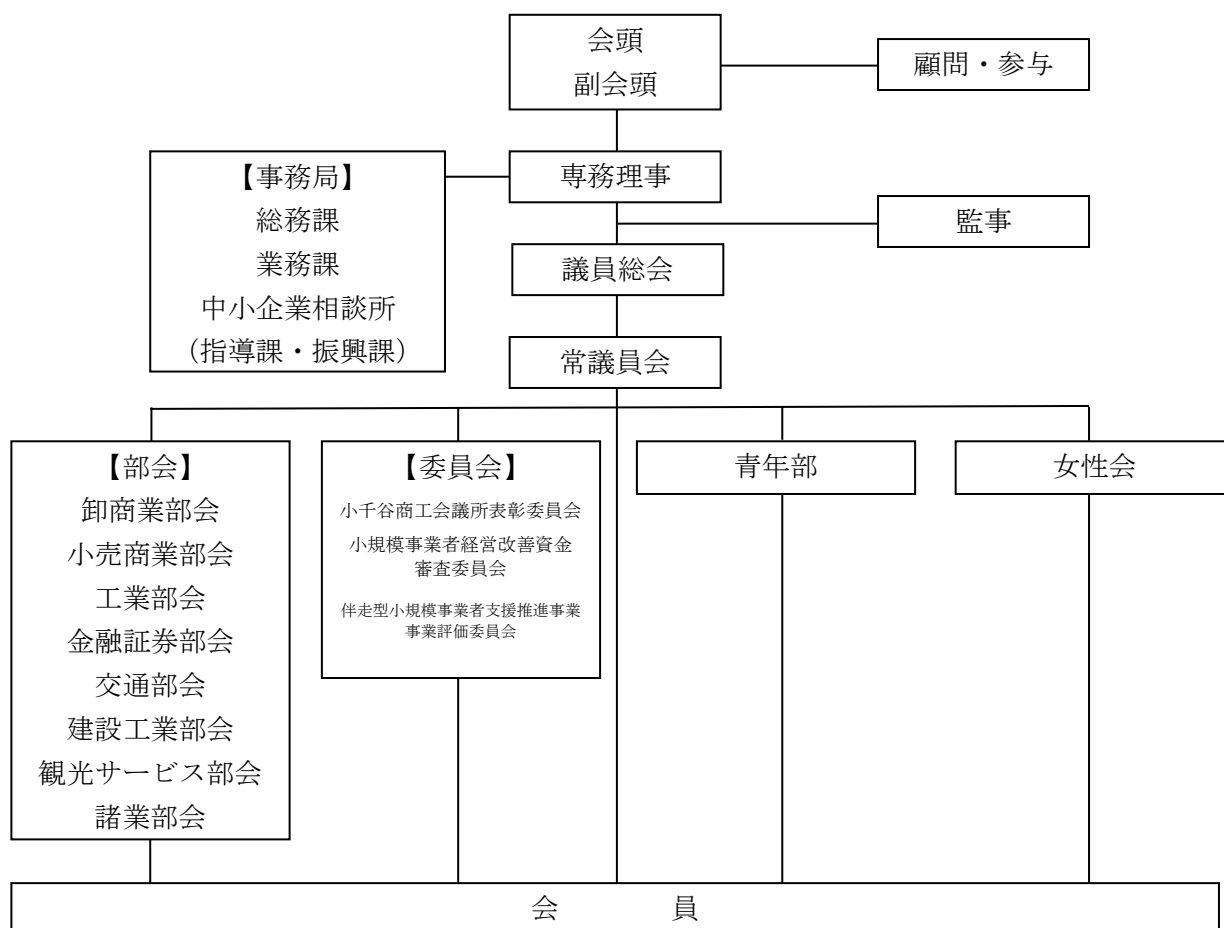 会頭
副会頭
顧問・参与
【事務局】
総務課
業務課
中小企業相談所
（指導課・振興課）
専務理事
監事
議員総会
常議員会
【部会】
卸商業部会
小売商業部会
工業部会
金融証券部会
交通部会
建設工業部会
観光サービス部会
諸業部会
【委員会】
小千谷商工会議所表彰委員会
小規模事業者経営改善資金
審査委員会
伴走型小規模事業者支援推進事業
事業評価委員会
青年部
女性会
会　　　　員